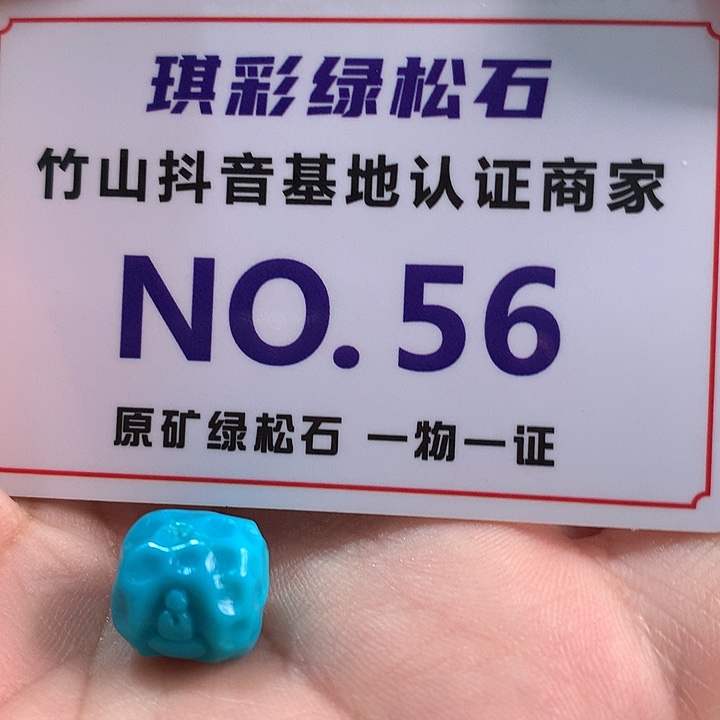 琪彩绿松石
竹山抖音基地认证商家
NO.56
原矿绿松石 一物一证